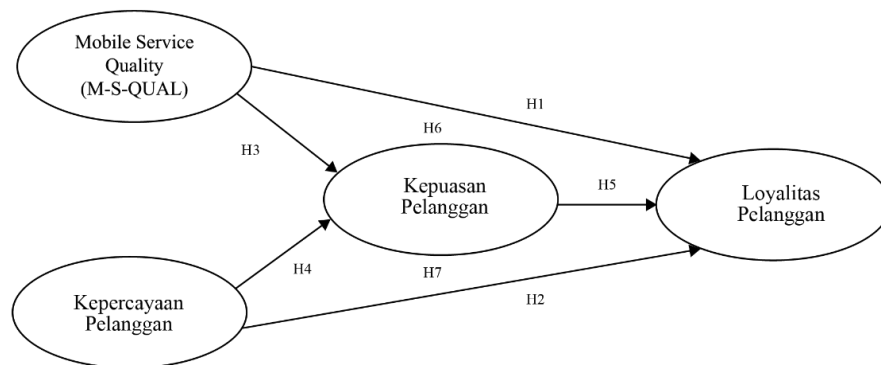 Mobile Service
Quality
(M-S-QUAL)
H1
H6
H3
Kepuasan
Pelanggan
H5
Loyalitas
Pelanggan
H4
H7
H2
Kepercayaan
Pelanggan